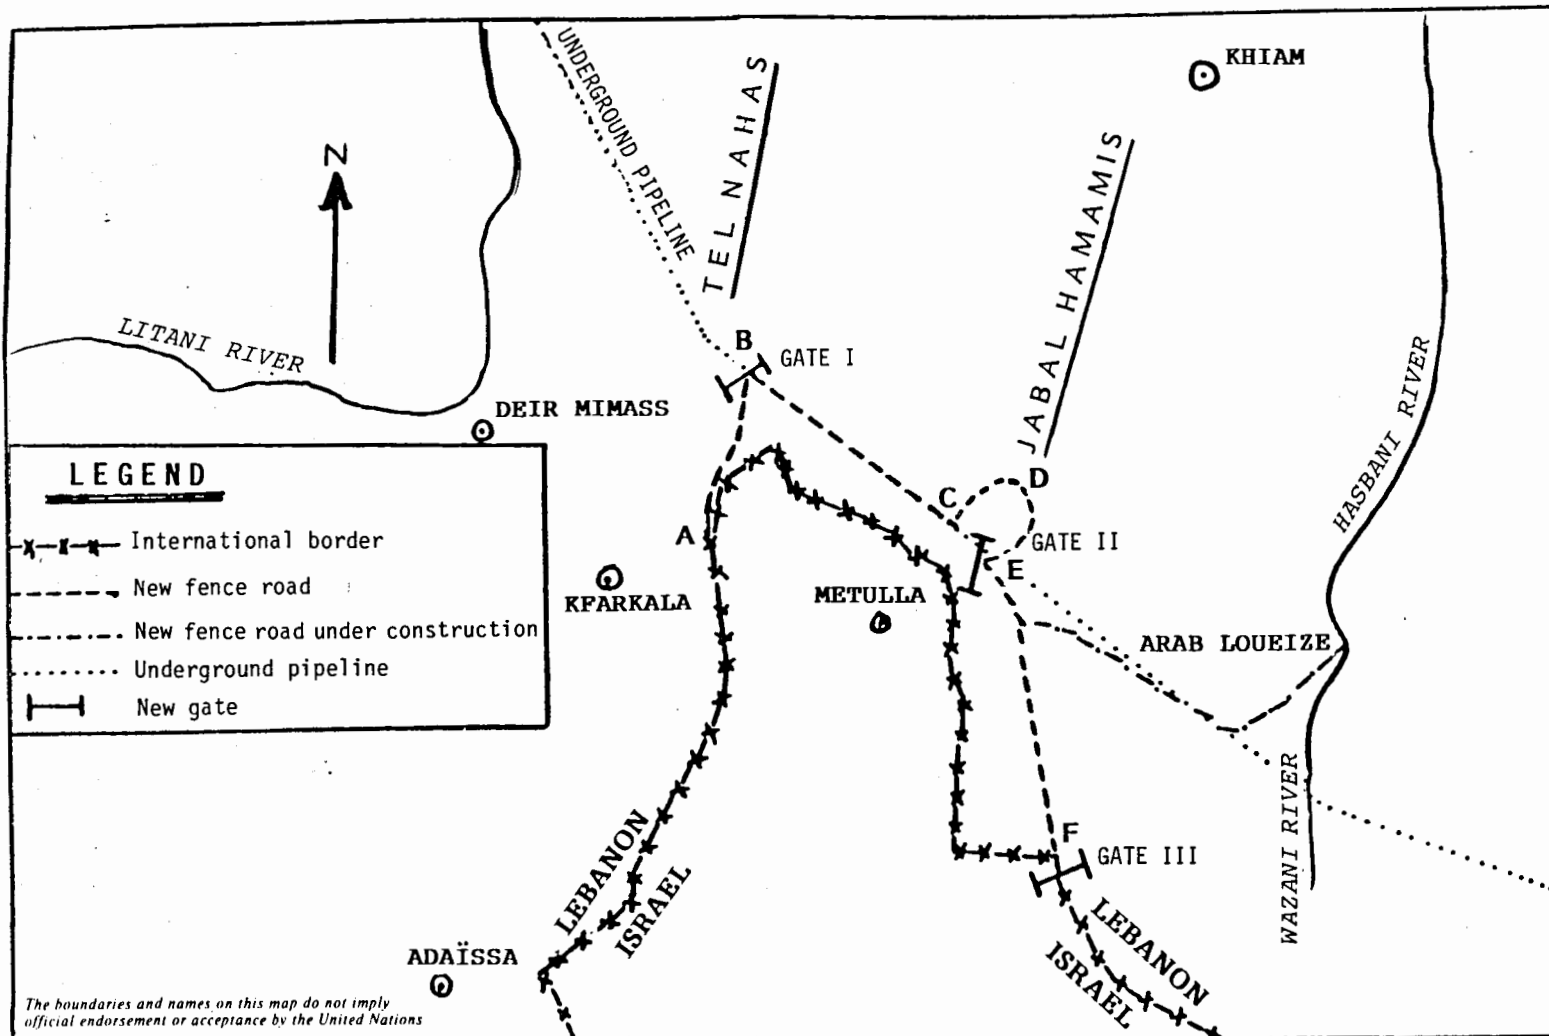 KHIAM
UNDERGROUND PIPELINE
TEL NAHAS
JABAL HAMAMIS
N
LITANI RIVER
HASBANI RIVER
B
GATE I
DEIR MIMASS
LEGEND
International border
New fence road
New fence road under construction
Underground pipeline
New gate
C
D
A
GATE II
E
KFARKALA
METULLA
ARAB LOUEIZE
WAZANI RIVER
F
GATE III
LEBANON
ISRAEL
LEBANON
ISRAEL
ADAÏSSA
The boundaries and names on this map do not imply
official endorsement or acceptance by the United Nations